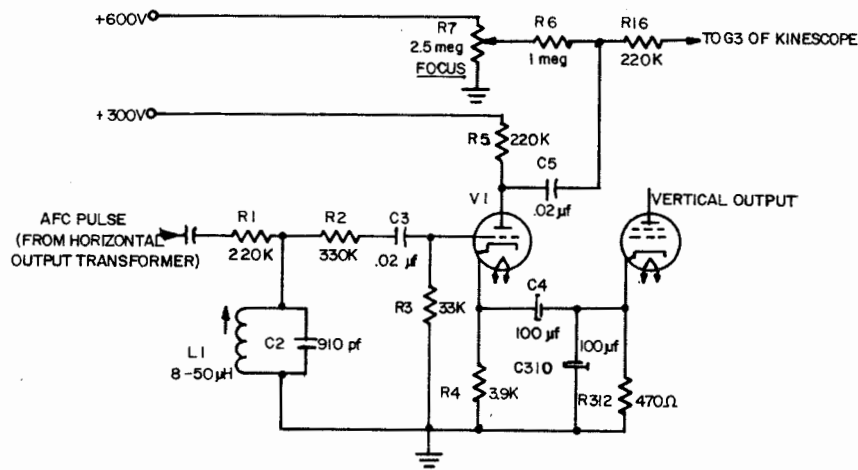 +600V
R7
2.5 meg
FOCUS
R6
1 meg
R16
220K
TO G3 OF KINESCOPE
+300V
R5
220K
C5
.02µf
V1
VERTICAL OUTPUT
AFC PULSE
(FROM HORIZONTAL
OUTPUT TRANSFORMER)
R1
220K
R2
330K
C3
.02 µf
R3
33K
C4
100 µf
100µf
C310
L1
8-50µH
C2
910 pf
R4
3.9K
R312
470Ω